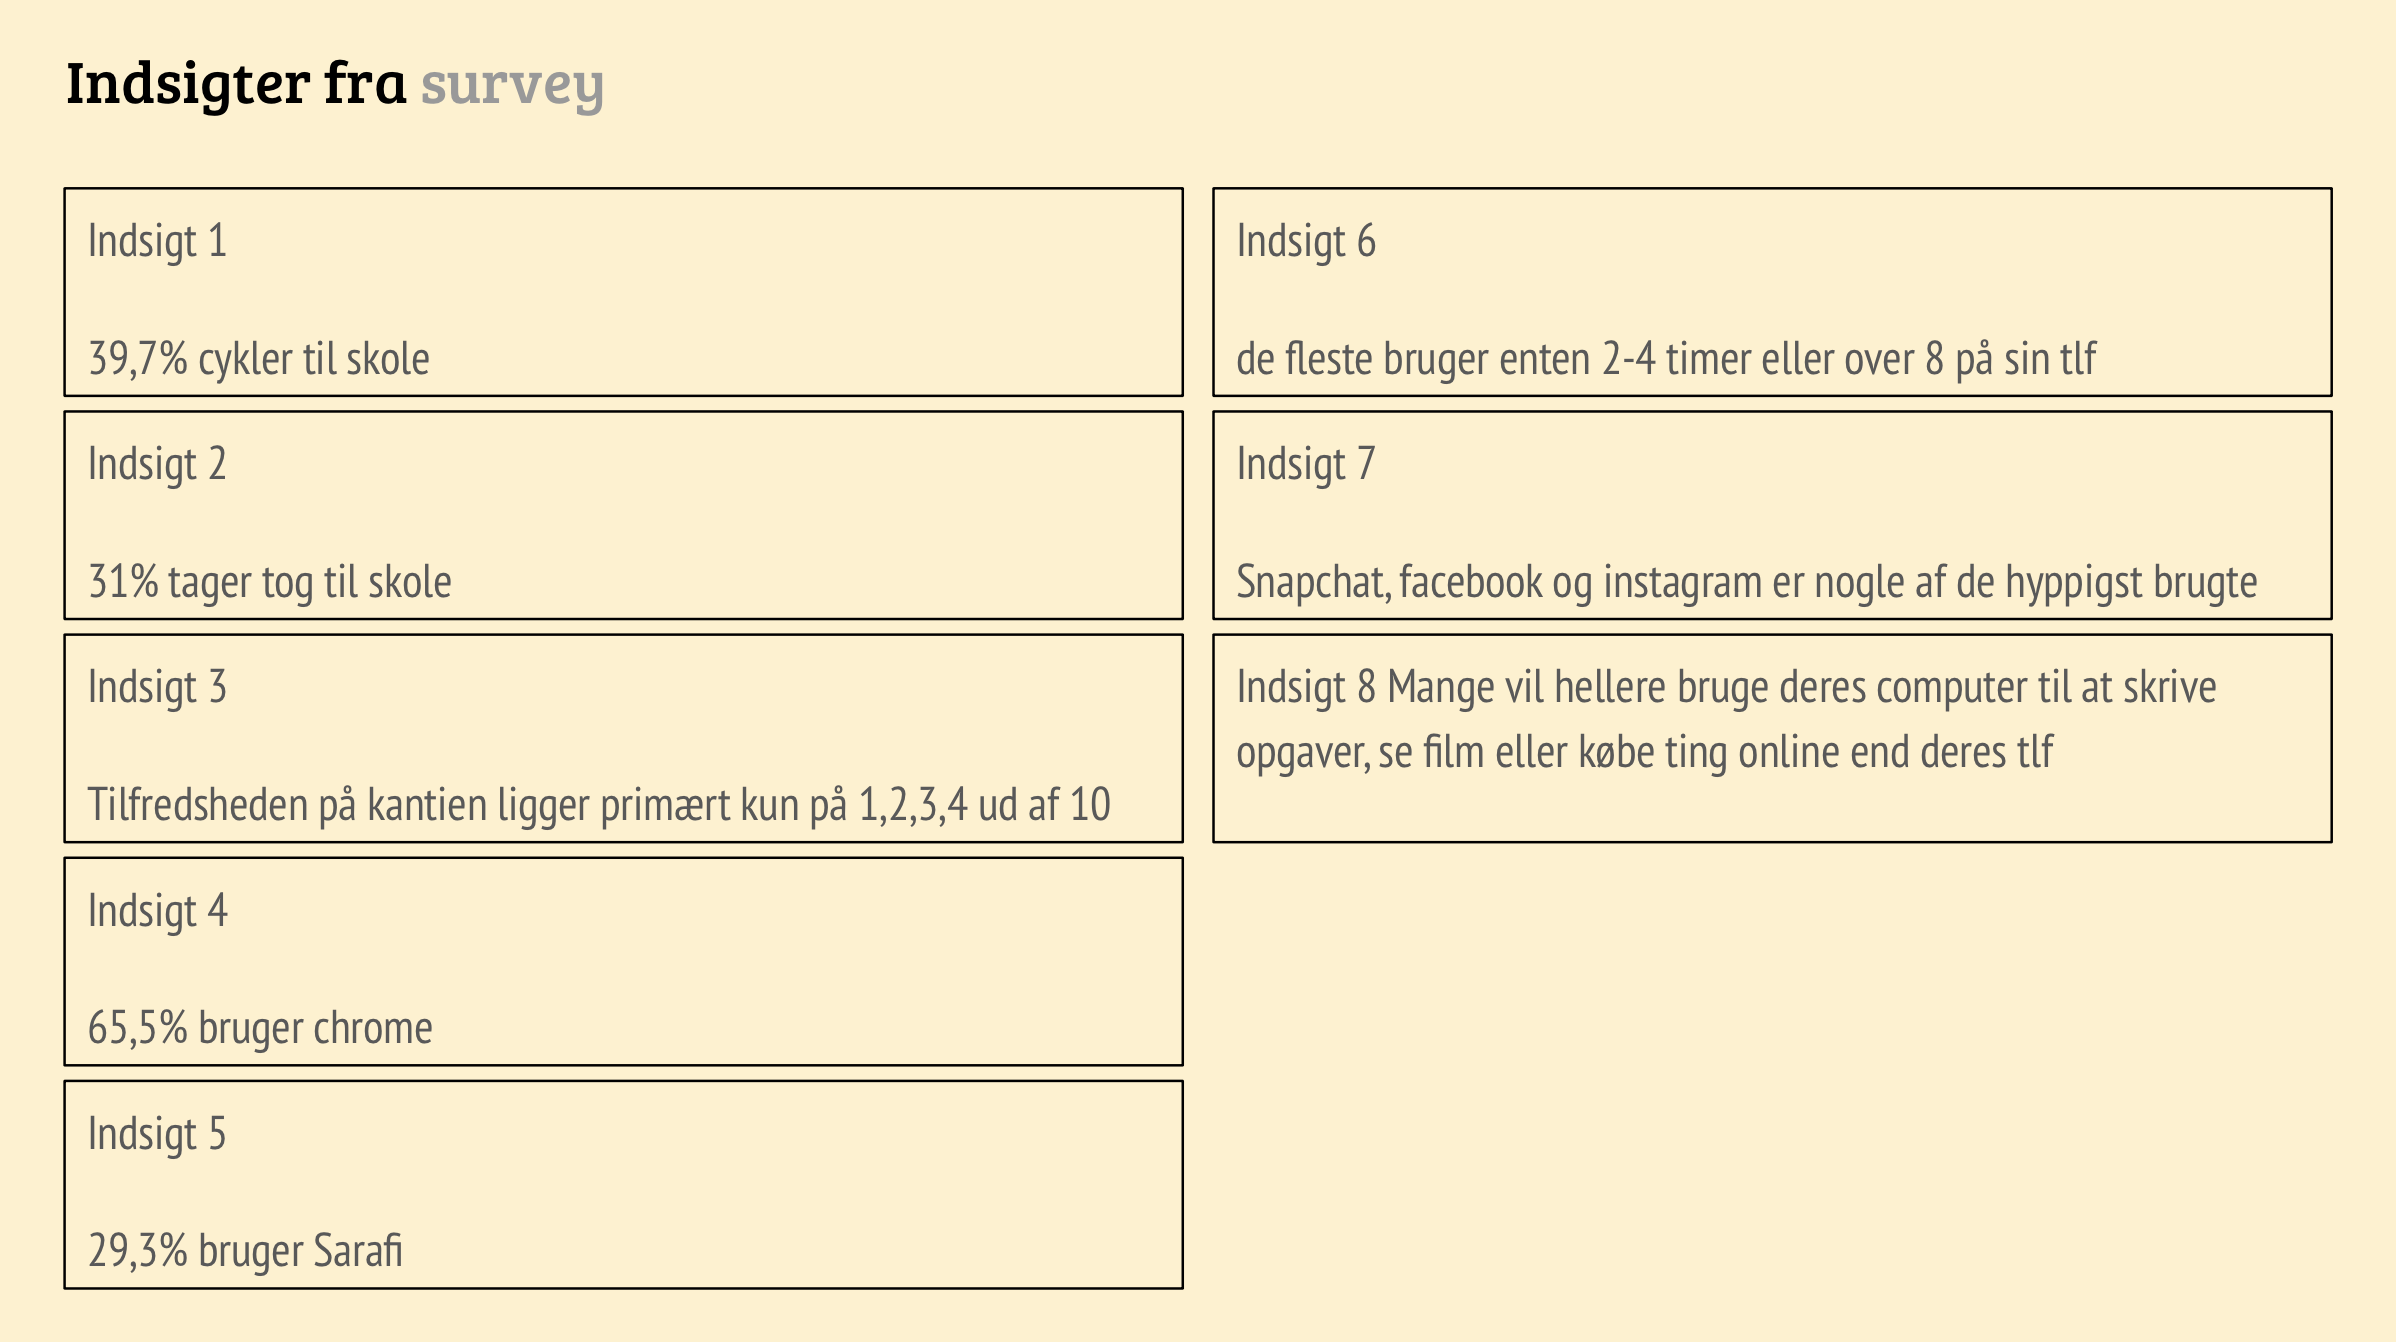 Indsigter fra survey
Indsigt 1
39,7% cykler til skole
Indsigt 2
31% tager tog til skole
Indsigt 3
Tilfredsheden på kantien ligger primært kun på 1,2,3,4 ud af 10
Indsigt 4
65,5% bruger chrome
Indsigt 5
29,3% bruger Sarafi
Indsigt 6
de fleste bruger enten 2-4 timer eller over 8 på sin tlf
Indsigt 7
Snapchat, facebook og instagram er nogle af de hyppigst brugte
Indsigt 8 Mange vil hellere bruge deres computer til at skrive
opgaver, se film eller købe ting online end deres tlf